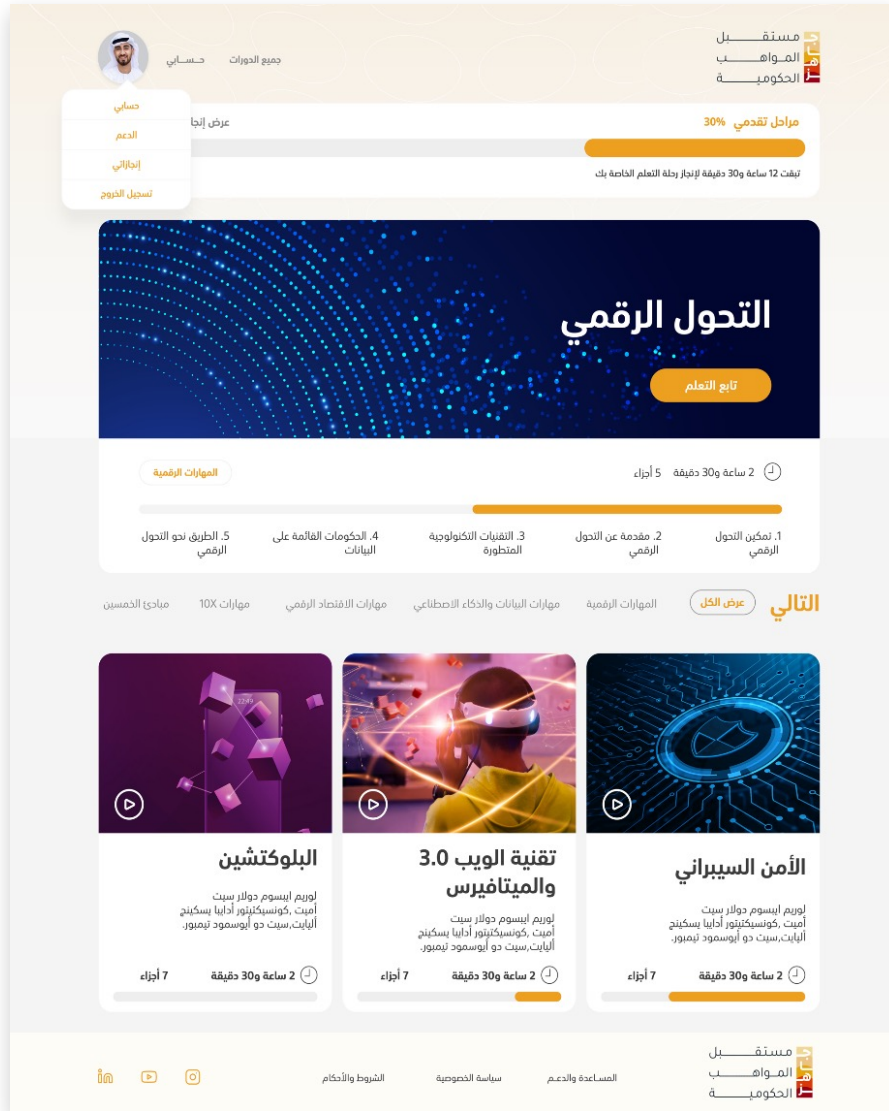 جاهز
مستقبل
المواهب
الحكومية
جميع الدورات
حسابي
حسابي
الدعم
إنجازاتي
تسجيل الخروج
مراحل تقدمي 30%
عرض
تبقت 12 ساعة و30 دقيقة لإنجاز رحلة التعلم الخاصة بك
التحول الرقمي
تابع التعلم
2 ساعة و30 دقيقة 5 أجزاء
المهارات الرقمية
1. تمكين التحول
الرقمي
2. مقدمة عن التحول
الرقمي
3. التقنيات التكنولوجية
المتطورة
4. الحكومات القائمة على
البيانات
5. الطريق نحو التحول
الرقمي
التالي
عرض الكل
المهارات الرقمية
مهارات البيانات والذكاء الاصطناعي
مهارات الاقتصاد الرقمي
مهارات 10X
مبادئ الخمسين
الأمن السيبراني
لوريم ايبسوم دولار سيت
أميت ,كونسيكتيتور أدايبا يسكينج
أليايت,سيت دو أيوسمود تيمبور.
2 ساعة و30 دقيقة 7 أجزاء
تقنية الويب 3.0
والميتافيرس
لوريم ايبسوم دولار سيت
أميت ,كونسيكتيتور أدايبا يسكينج
أليايت,سيت دو أيوسمود تيمبور.
2 ساعة و30 دقيقة 7 أجزاء
22:49
البلوكتشين
لوريم ايبسوم دولار سيت
أميت ,كونسيكتيتور أدايبا يسكينج
أليايت,سيت دو أيوسمود تيمبور.
2 ساعة و30 دقيقة 7 أجزاء
جاهز
مستقبل
المواهب
الحكومية
المساعدة والدعم
سياسة الخصوصية
الشروط والأحكام
in